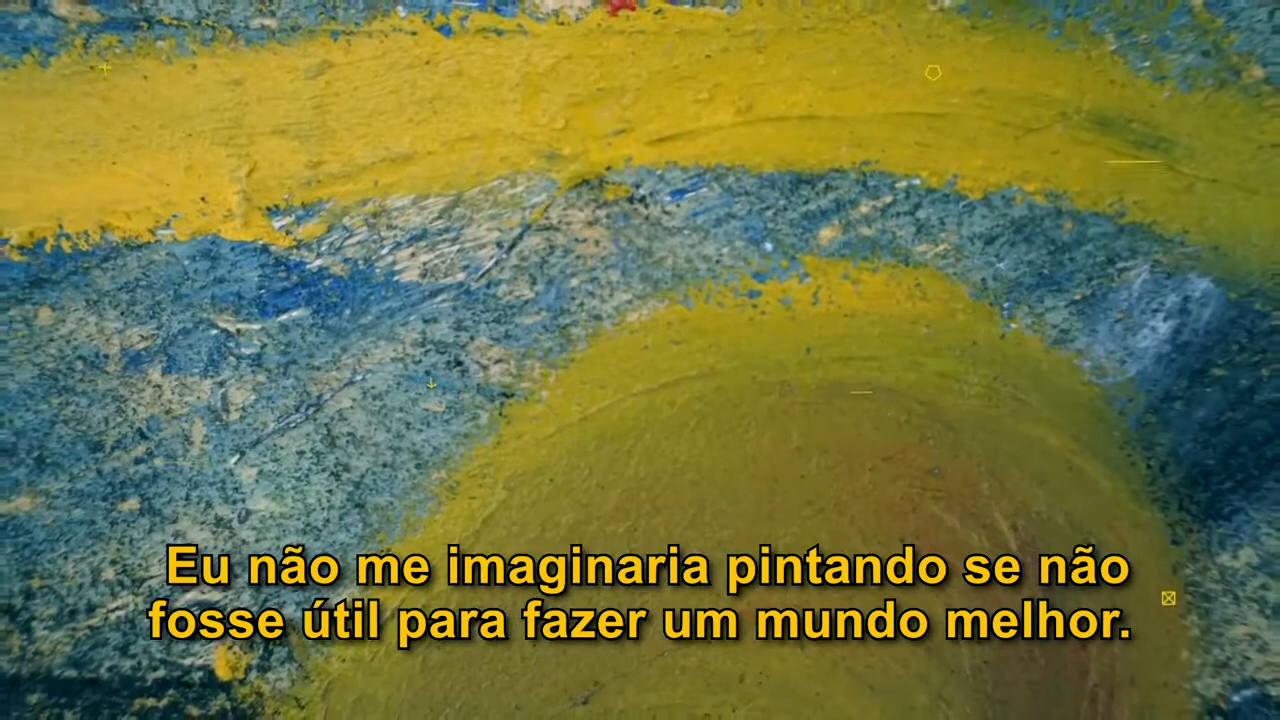 Eu não me imaginaria pintando se não
fosse útil para fazer um mundo melhor.